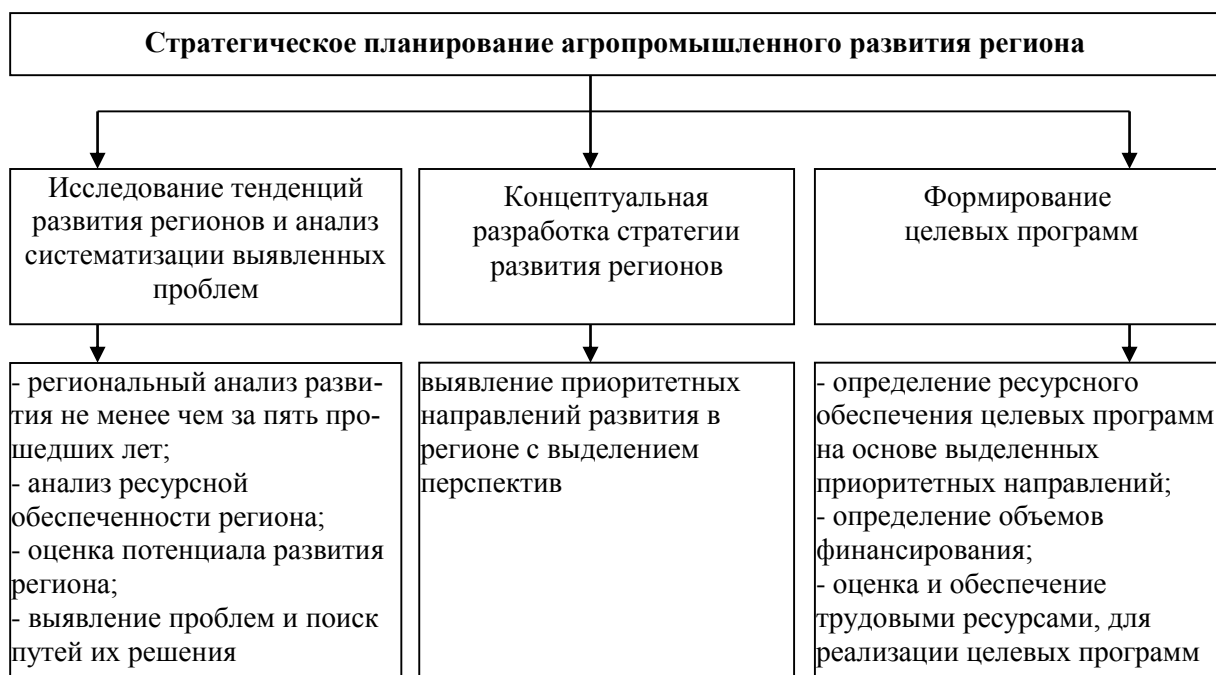 Стратегическое планирование агропромышленного развития региона
Исследование тенденций
развития регионов и анализ
систематизации выявленных
проблем
Концептуальная
разработка стратегии
развития регионов
Формирование
целевых программ
- региональный анализ разви-
тия не менее чем за пять про-
шедших лет;
- анализ ресурсной
обеспеченности региона;
- оценка потенциала развития
региона;
- выявление проблем и поиск
путей их решения
выявление приоритетных
направлений развития в
регионе с выделением
перспектив
- определение ресурсного
обеспечения целевых программ
на основе выделенных
приоритетных направлений;
- определение объемов
финансирования;
- оценка и обеспечение
трудовыми ресурсами, для
реализации целевых программ